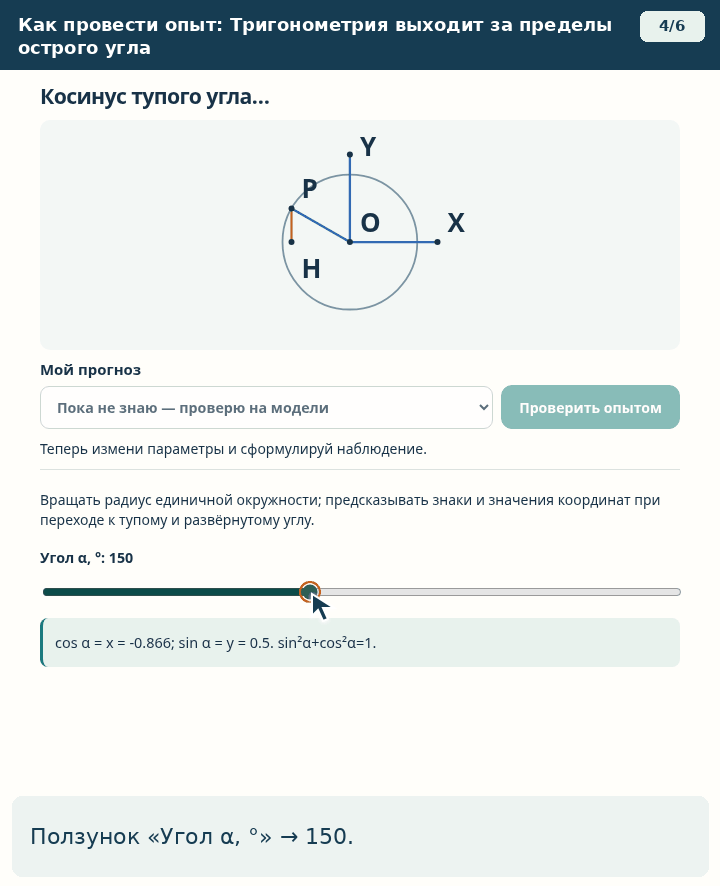 Как провести опыт: Тригонометрия выходит за пределы
острого угла
4/6
Косинус тупого угла…
Y
P
O
X
H
Мой прогноз
Пока не знаю — проверю на модели
Проверить опытом
Теперь измени параметры и сформулируй наблюдение.
Вращать радиус единичной окружности; предсказывать знаки и значения координат при
переходе к тупому и развёрнутому углу.
Угол α, °: 150
cos α = x = -0.866; sin α = y = 0.5. sin²α+cos²α=1.
Ползунок «Угол α, °» → 150.